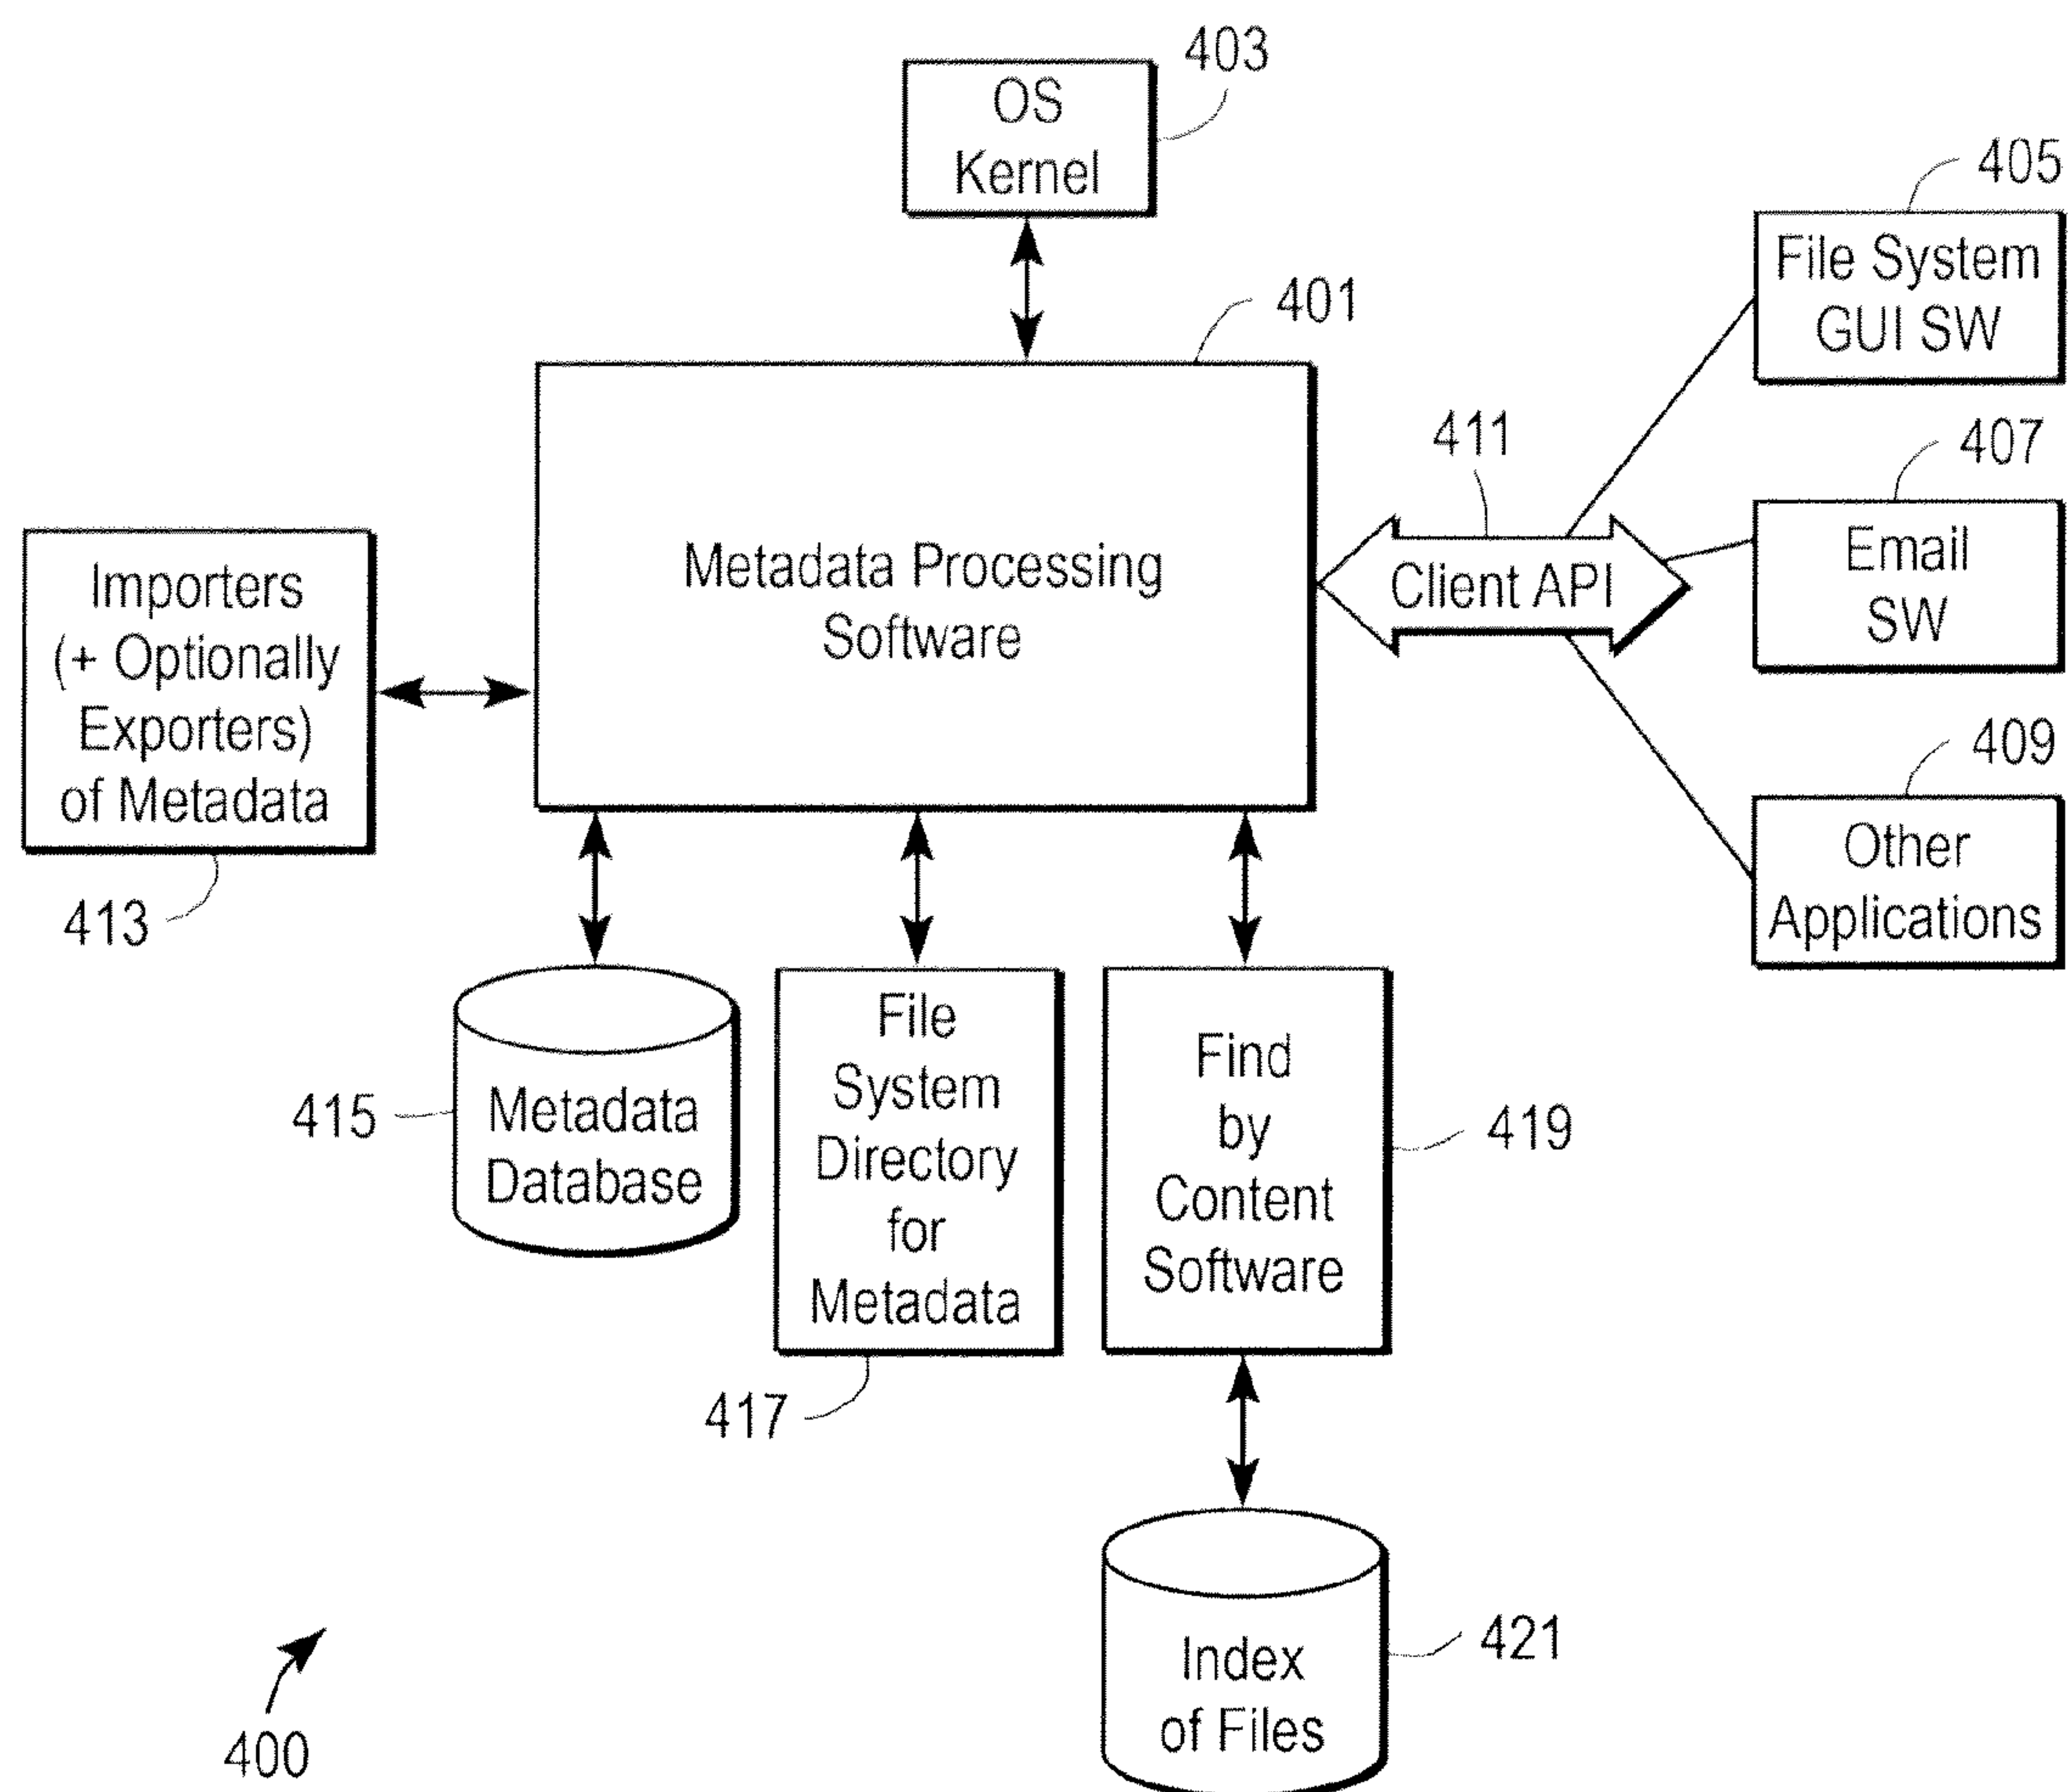 403
OS
Kernel
405
File System
GUI SW
401
411
407
Metadata Processing
Software
Client API
Email
SW
Importers
(+ Optionally
Exporters)
of Metadata
413
409
Other
Applications
415
Metadata
Database
File
System
Directory
for
Metadata
417
Find
by
Content
Software
419
Index
of Files
421
400